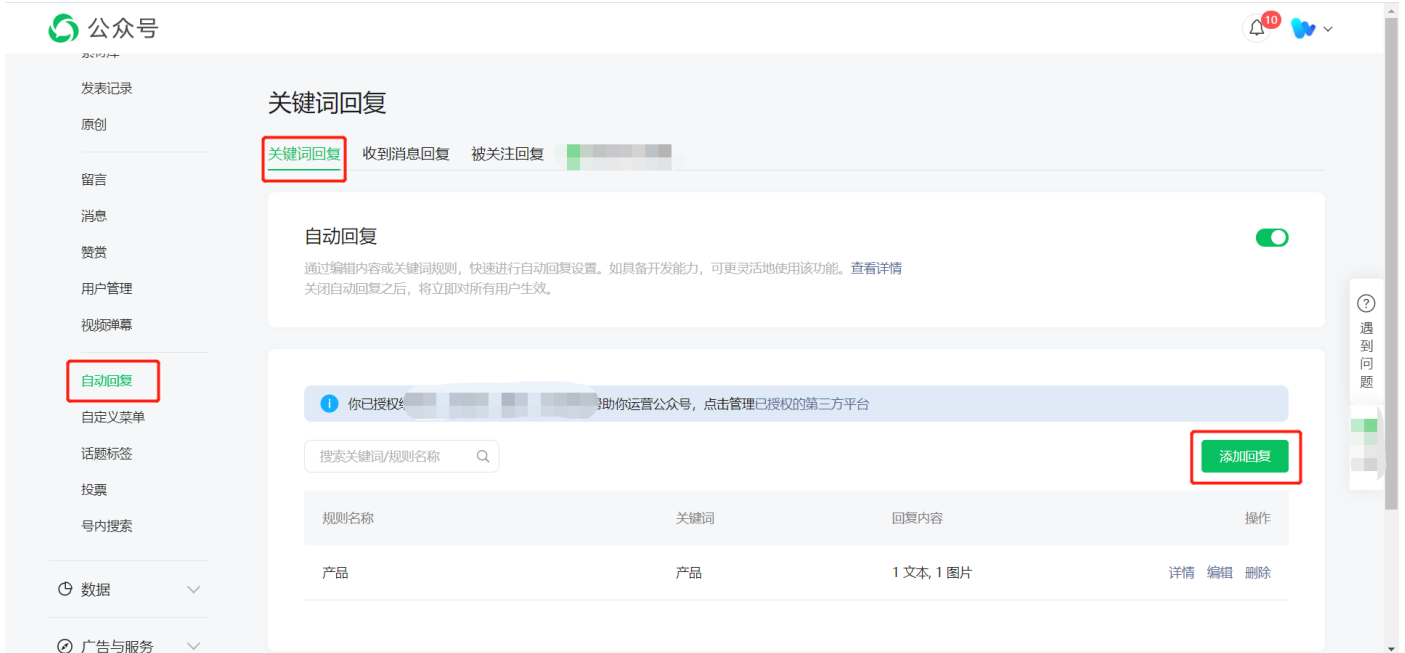 公众号
10
发表记录
原创
留言
消息
赞赏
用户管理
视频弹幕
自动回复
自定义菜单
话题标签
投票
号内搜索
数据
广告与服务
关键词回复
关键词回复 收到消息回复 被关注回复
自动回复
通过编辑内容或关键词规则，快速进行自动回复设置。如具备开发能力，可更灵活地使用该功能。查看详情
关闭自动回复之后，将立即对所有用户生效。
你已授权 助你运营公众号，点击管理已授权的第三方平台
搜索关键词/规则名称
添加回复
规则名称 关键词 回复内容 操作
产品 产品 1 文本, 1 图片 详情 编辑 删除
遇
到
问
题